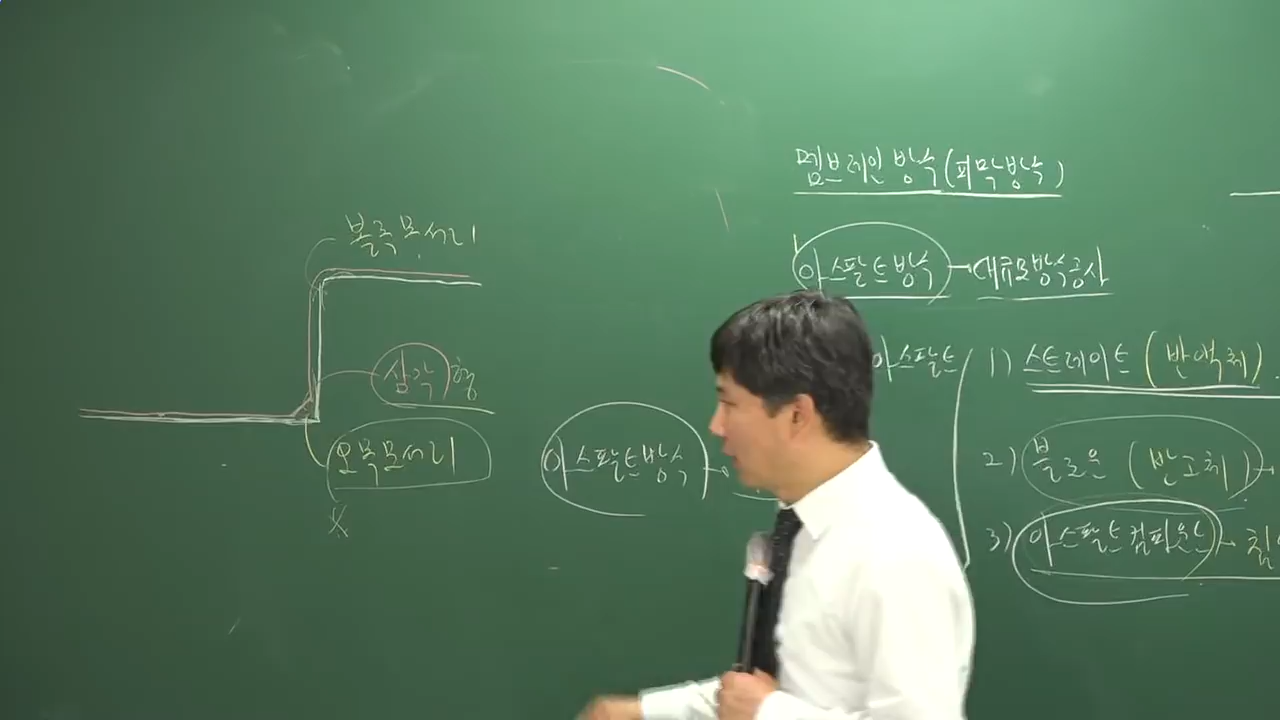 볼록모서리
삼각형
오목모서리
아스팔트방수
멤브레인 방수(피막방수)
아스팔트방수 → 대규모방수공사
아스팔트
1) 스트레이트 (반액체)
2) 블로운 (반고체) →
3) 아스팔트 컴파운드 → 침